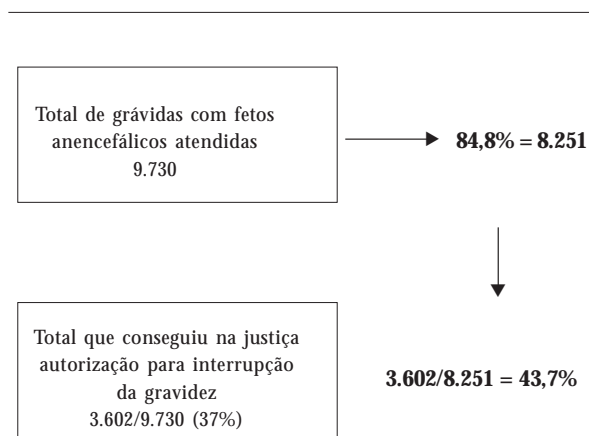 Total de grávidas com fetos
anencefálicos atendidas
9.730
84,8% = 8.251
Total que conseguiu na justiça
autorização para interrupção
da gravidez
3.602/9.730 (37%)
3.602/8.251 = 43,7%